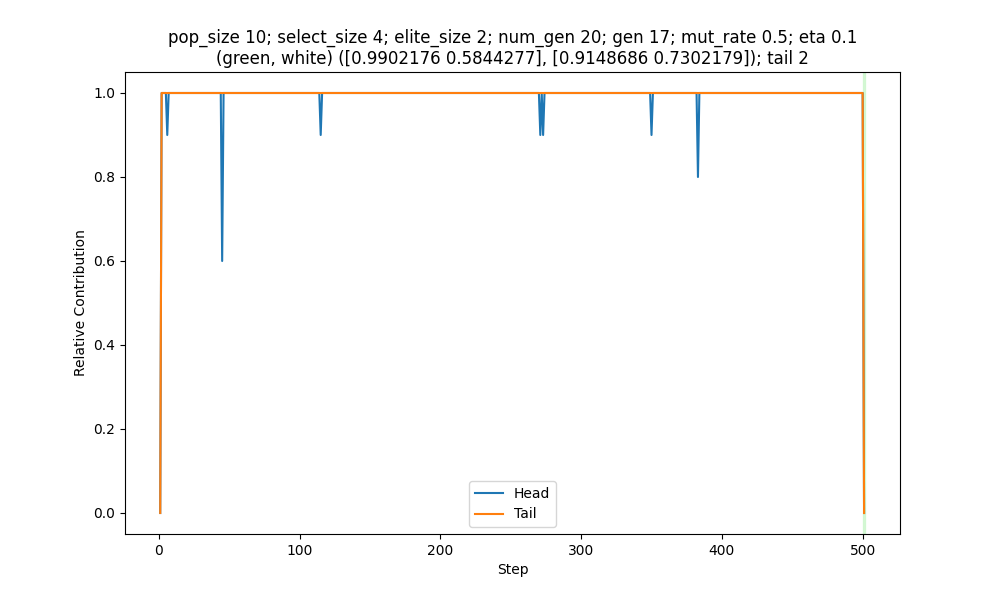 pop_size 10; select_size 4; elite_size 2; num_gen 20; gen 17; mut_rate 0.5; eta 0.1
(green, white) ([0.9902176 0.5844277], [0.9148686 0.7302179]); tail 2
1.0
0.8
0.6
0.4
0.2
0.0
Relative Contribution
Head
Tail
0
100
200
300
400
500
Step